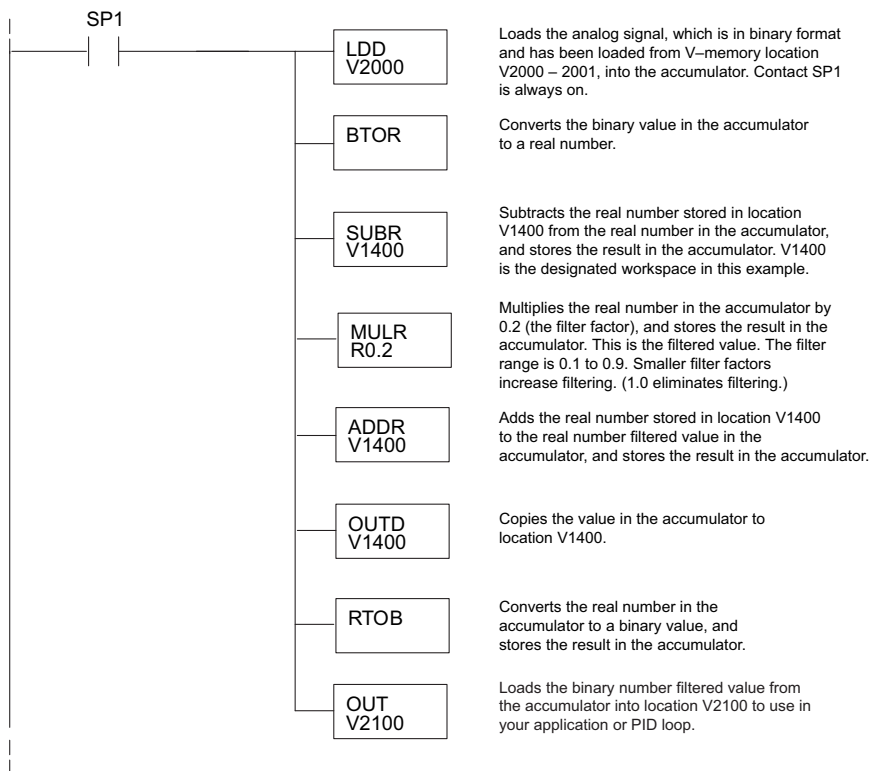 SP1
LDD
V2000
Loads the analog signal, which is in binary format
and has been loaded from V–memory location
V2000 – 2001, into the accumulator. Contact SP1
is always on.
BTOR
Converts the binary value in the accumulator
to a real number.
SUBR
V1400
Subtracts the real number stored in location
V1400 from the real number in the accumulator,
and stores the result in the accumulator. V1400
is the designated workspace in this example.
MULR
R0.2
Multiplies the real number in the accumulator by
0.2 (the filter factor), and stores the result in the
accumulator. This is the filtered value. The filter
range is 0.1 to 0.9. Smaller filter factors
increase filtering. (1.0 eliminates filtering.)
ADDR
V1400
Adds the real number stored in location V1400
to the real number filtered value in the
accumulator, and stores the result in the accumulator.
OUTD
V1400
Copies the value in the accumulator to
location V1400.
RTOB
Converts the real number in the
accumulator to a binary value, and
stores the result in the accumulator.
OUT
V2100
Loads the binary number filtered value from
the accumulator into location V2100 to use in
your application or PID loop.